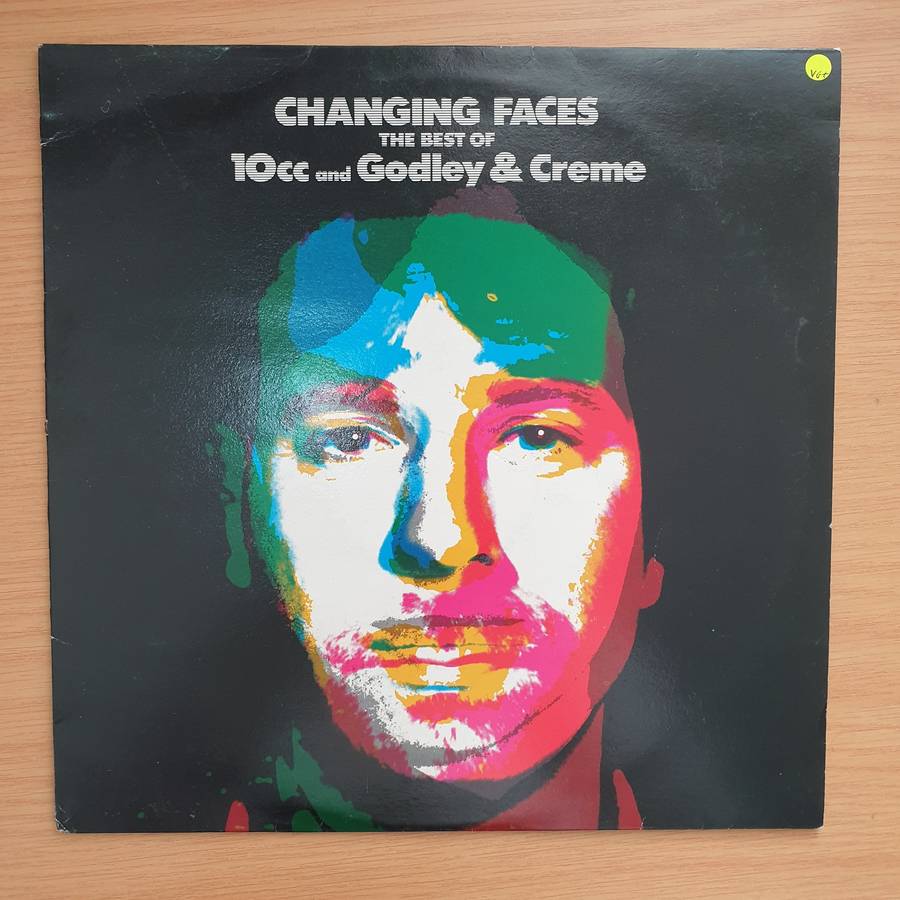 CHANGING FACES
THE BEST OF
10cc and Godley & Creme
VG+